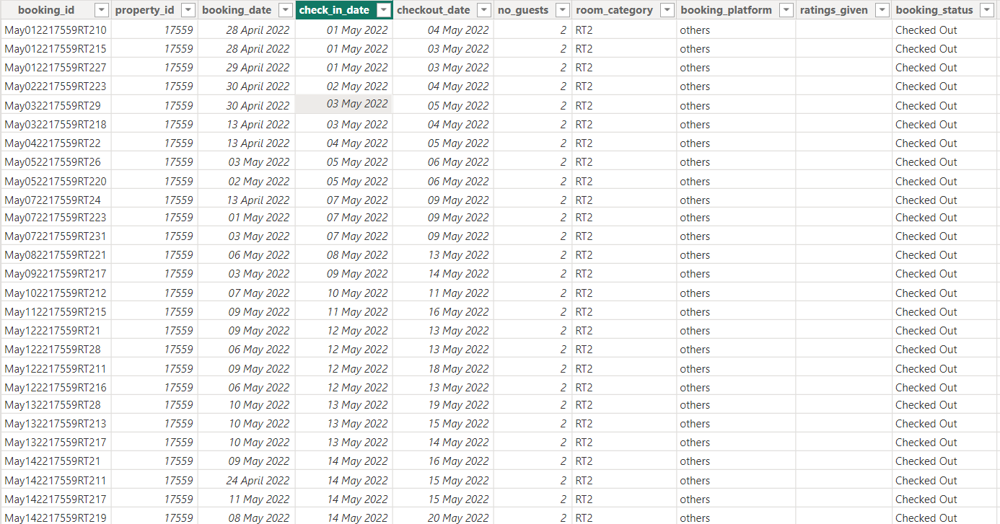 booking_id property_id booking_date check_in_date checkout_date no_guests room_category booking_platform ratings_given booking_status
May012217559RT210 17559 28 April 2022 01 May 2022 04 May 2022 2 RT2 others Checked Out
May012217559RT215 17559 28 April 2022 01 May 2022 03 May 2022 2 RT2 others Checked Out
May012217559RT227 17559 29 April 2022 01 May 2022 03 May 2022 2 RT2 others Checked Out
May022217559RT223 17559 30 April 2022 02 May 2022 04 May 2022 2 RT2 others Checked Out
May032217559RT29 17559 30 April 2022 03 May 2022 05 May 2022 2 RT2 others Checked Out
May032217559RT218 17559 13 April 2022 03 May 2022 04 May 2022 2 RT2 others Checked Out
May042217559RT22 17559 13 April 2022 04 May 2022 05 May 2022 2 RT2 others Checked Out
May052217559RT26 17559 03 May 2022 05 May 2022 06 May 2022 2 RT2 others Checked Out
May052217559RT220 17559 02 May 2022 05 May 2022 06 May 2022 2 RT2 others Checked Out
May072217559RT24 17559 13 April 2022 07 May 2022 09 May 2022 2 RT2 others Checked Out
May072217559RT223 17559 01 May 2022 07 May 2022 09 May 2022 2 RT2 others Checked Out
May072217559RT231 17559 03 May 2022 07 May 2022 09 May 2022 2 RT2 others Checked Out
May082217559RT221 17559 06 May 2022 08 May 2022 13 May 2022 2 RT2 others Checked Out
May092217559RT217 17559 03 May 2022 09 May 2022 14 May 2022 2 RT2 others Checked Out
May102217559RT212 17559 07 May 2022 10 May 2022 11 May 2022 2 RT2 others Checked Out
May112217559RT215 17559 09 May 2022 11 May 2022 16 May 2022 2 RT2 others Checked Out
May122217559RT21 17559 09 May 2022 12 May 2022 13 May 2022 2 RT2 others Checked Out
May122217559RT28 17559 06 May 2022 12 May 2022 13 May 2022 2 RT2 others Checked Out
May122217559RT211 17559 09 May 2022 12 May 2022 18 May 2022 2 RT2 others Checked Out
May122217559RT216 17559 06 May 2022 12 May 2022 13 May 2022 2 RT2 others Checked Out
May132217559RT28 17559 10 May 2022 13 May 2022 19 May 2022 2 RT2 others Checked Out
May132217559RT213 17559 10 May 2022 13 May 2022 15 May 2022 2 RT2 others Checked Out
May132217559RT217 17559 10 May 2022 13 May 2022 14 May 2022 2 RT2 others Checked Out
May142217559RT21 17559 09 May 2022 14 May 2022 16 May 2022 2 RT2 others Checked Out
May142217559RT211 17559 24 April 2022 14 May 2022 15 May 2022 2 RT2 others Checked Out
May142217559RT217 17559 11 May 2022 14 May 2022 15 May 2022 2 RT2 others Checked Out
May142217559RT219 17559 08 May 2022 14 May 2022 20 May 2022 2 RT2 others Checked Out